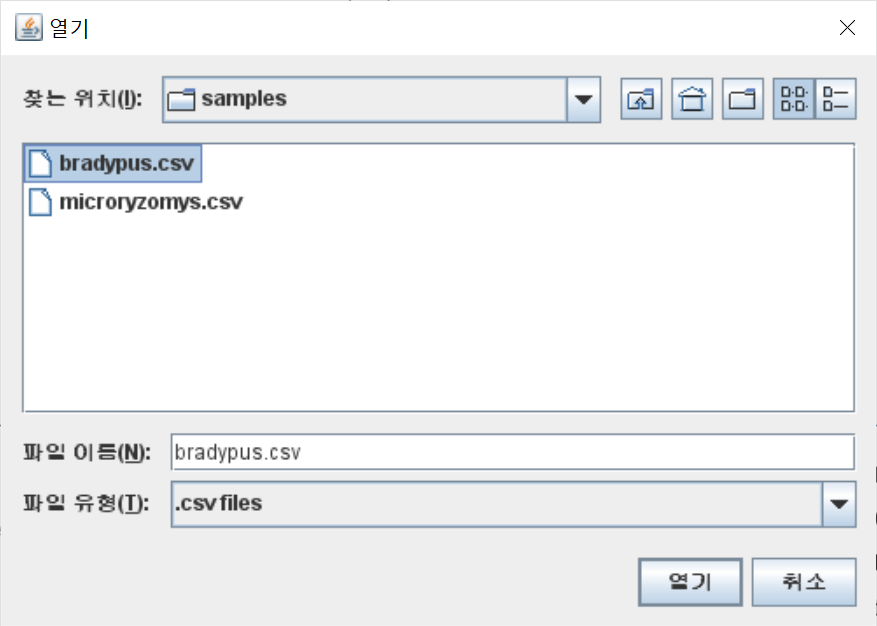 열기
찾는 위치(I): samples
bradypus.csv
microryzomys.csv
파일 이름(N): bradypus.csv
파일 유형(T): .csv files
열기 취소